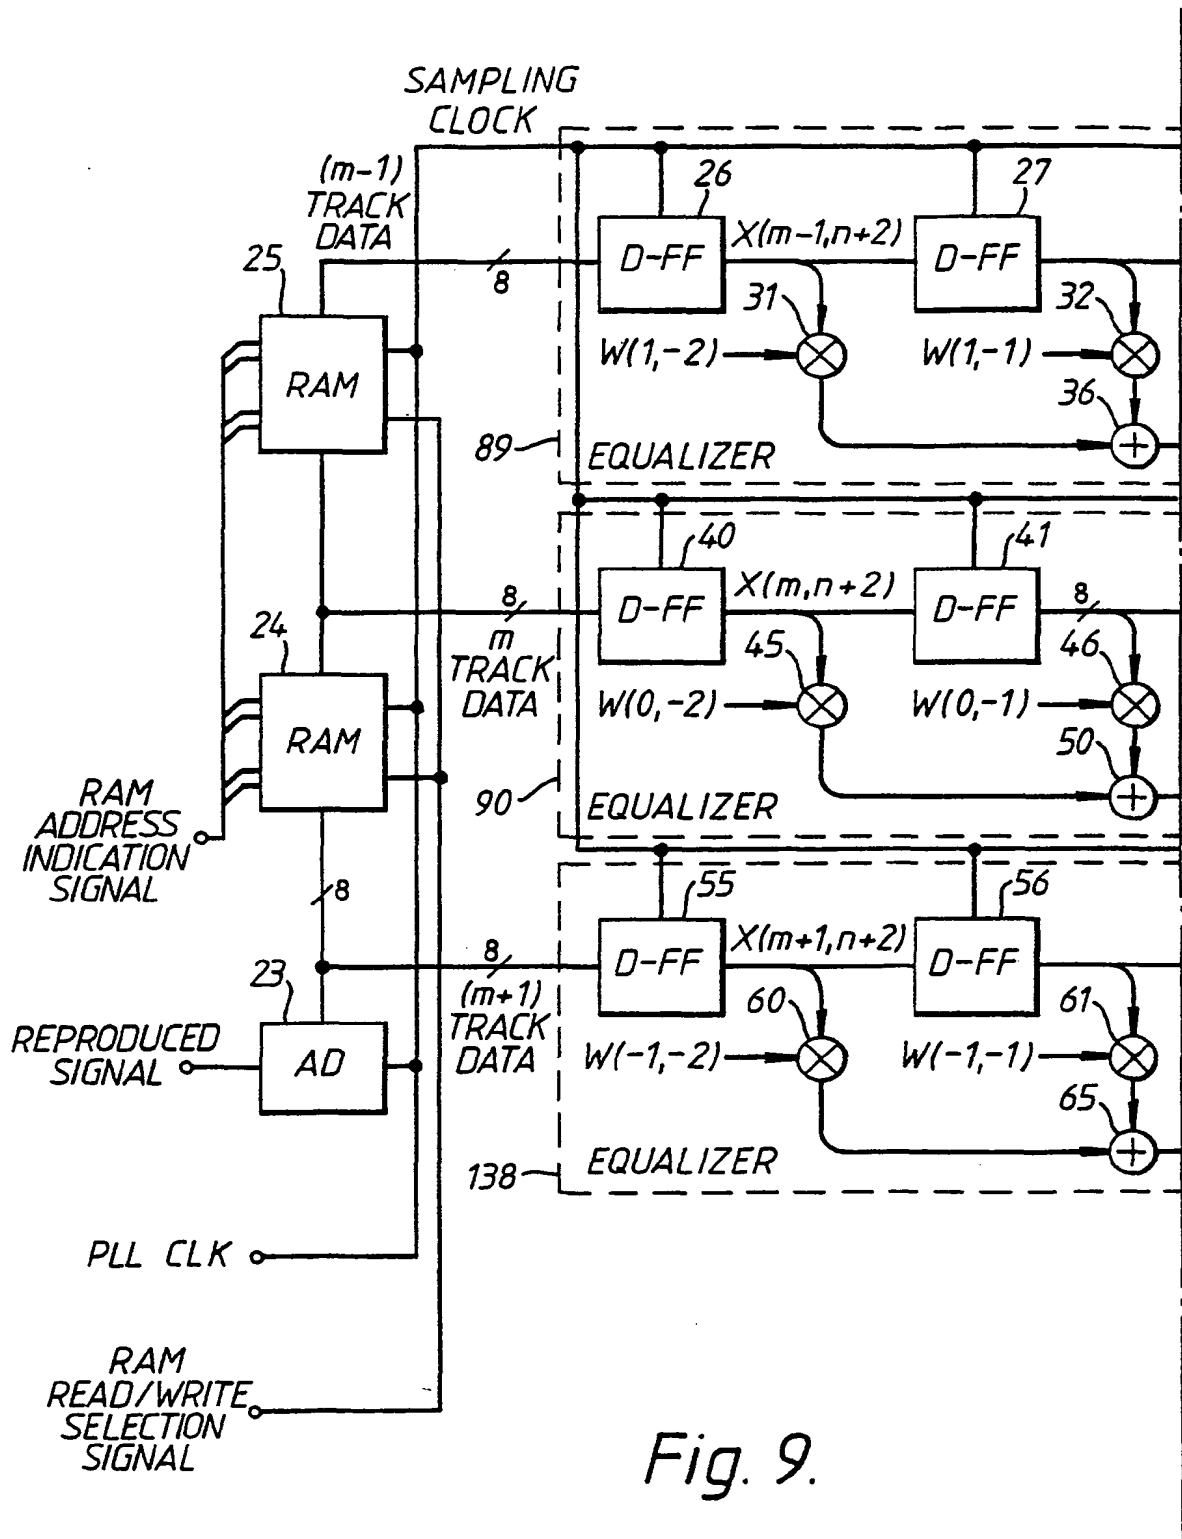 SAMPLING
CLOCK
(m-1)
TRACK
DATA
25
8
RAM
26
D-FF
X(m-1,n+2)
27
D-FF
31
32
W(1,-2)
W(1,-1)
36
89
EQUALIZER
40
D-FF
X(m,n+2)
41
D-FF
8
8
m
TRACK
DATA
24
RAM
45
46
W(0,-2)
W(0,-1)
50
90
EQUALIZER
RAM
ADDRESS
INDICATION
SIGNAL
8
55
D-FF
X(m+1,n+2)
56
D-FF
8
(m+1)
TRACK
DATA
23
AD
REPRODUCED
SIGNAL
60
61
W(-1,-2)
W(-1,-1)
65
138
EQUALIZER
PLL CLK
RAM
READ/WRITE
SELECTION
SIGNAL
Fig. 9.